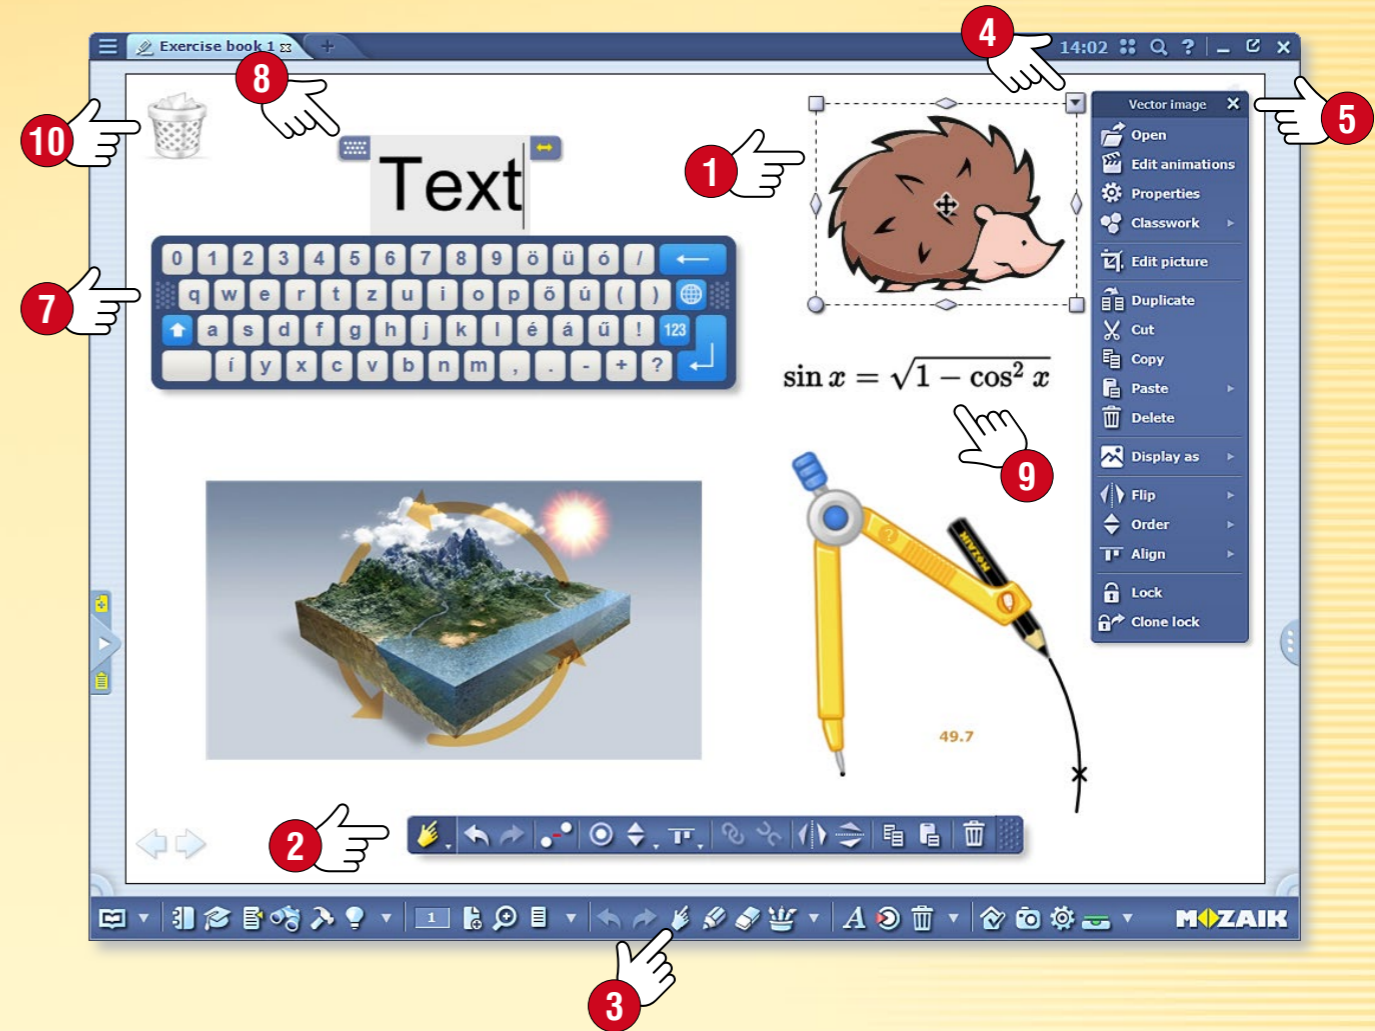 Exercise book 1
14:02
?
4
8
10
5
1
7
Vector image
Open
Edit animations
Properties
Classwork
Edit picture
Duplicate
Cut
Copy
Paste
Delete
Display as
Flip
Order
Align
Lock
Clone lock
Text
0 1 2 3 4 5 6 7 8 9 ö ü ó /
q w e r t z u i o p ő ú ( )
a s d f g h j k l é á ű ! 123
í y x c v b n m , . - + ?
sin x = √(1 − cos² x)
9
?
MOZAIK
49.7
2
1
A
MOZAIK
3